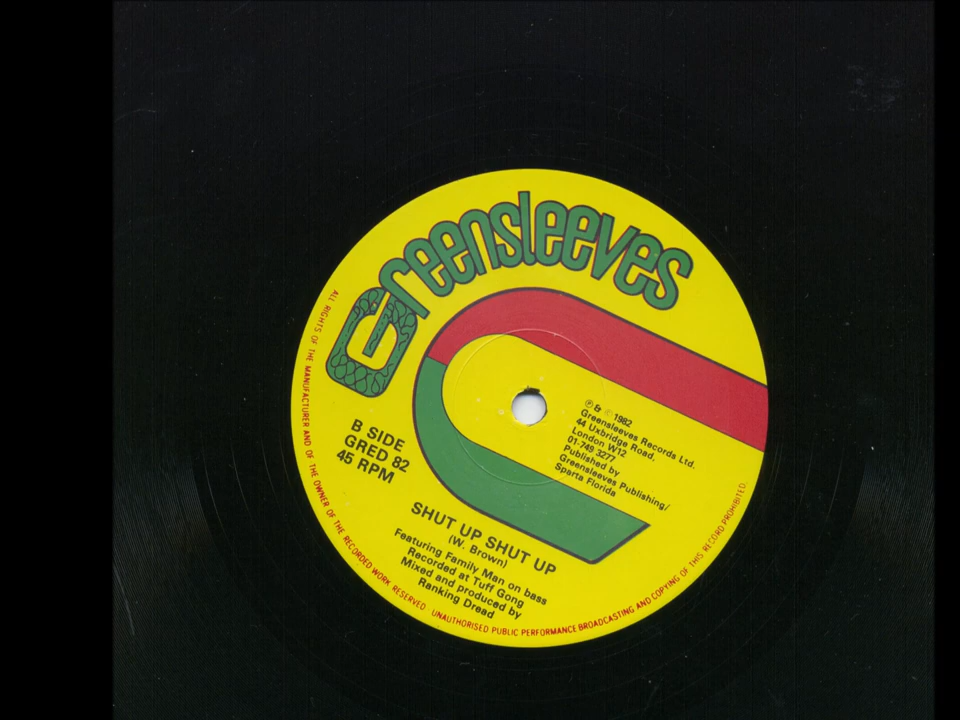 Greensleeves
℗ & © 1982
Greensleeves Records Ltd.
44 Uxbridge Road,
London W12
01-749 3277
Published by
Greensleeves Publishing/
Sparta Florida
B SIDE
GRED 82
45 RPM
SHUT UP SHUT UP
(W. Brown)
Featuring Family Man on bass
Recorded at Tuff Gong
Mixed and produced by
Ranking Dread
ALL RIGHTS OF THE MANUFACTURER AND OF THE OWNER OF THE RECORDED WORK RESERVED UNAUTHORISED PUBLIC PERFORMANCE BROADCASTING AND COPYING OF THIS RECORD PROHIBITED